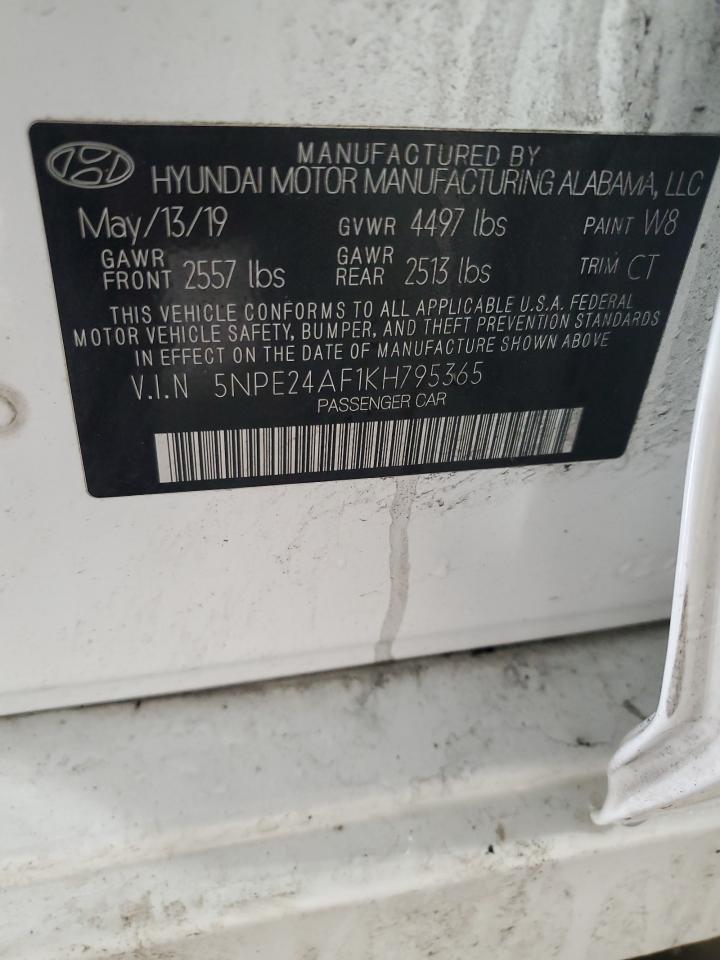 MANUFACTURED BY
HYUNDAI MOTOR MANUFACTURING ALABAMA, LLC
May/13/19 GVWR 4497 lbs PAINT W8
GAWR FRONT 2557 lbs GAWR REAR 2513 lbs TRIM CT
THIS VEHICLE CONFORMS TO ALL APPLICABLE U.S.A. FEDERAL
MOTOR VEHICLE SAFETY, BUMPER, AND THEFT PREVENTION STANDARDS
IN EFFECT ON THE DATE OF MANUFACTURE SHOWN ABOVE
V.I.N 5NPE24AF1KH795365
PASSENGER CAR